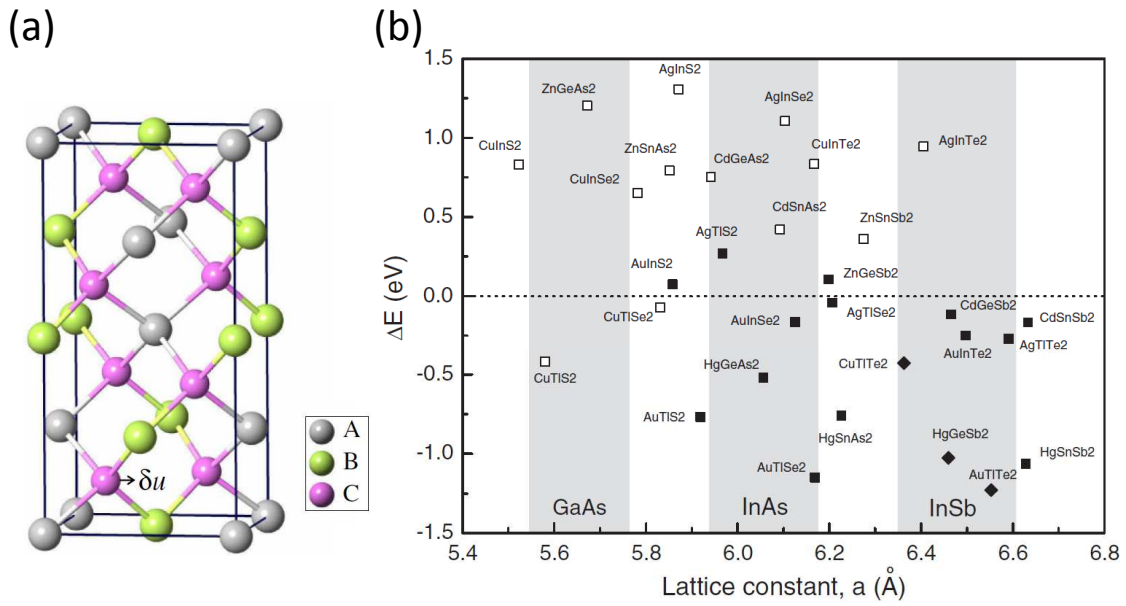 (a)
A
B
C
δu
(b)
1.5
1.0
0.5
0.0
-0.5
-1.0
-1.5
ΔE (eV)
AgInS2
ZnGeAs2
AgInSe2
CuInS2
ZnSnAs2
CuInTe2
AgInTe2
CdGeAs2
CuInSe2
CdSnAs2
ZnSnSb2
AgTlS2
AuInS2
ZnGeSb2
CuTlSe2
AuInSe2
AgTlSe2
CdGeSb2
CdSnSb2
AuInTe2
AgTlTe2
CuTlTe2
HgGeAs2
CuTlS2
AuTlS2
HgSnAs2
HgGeSb2
HgSnSb2
AuTlSe2
AuTlTe2
GaAs
InAs
InSb
5.4
5.6
5.8
6.0
6.2
6.4
6.6
6.8
Lattice constant, a (Å)